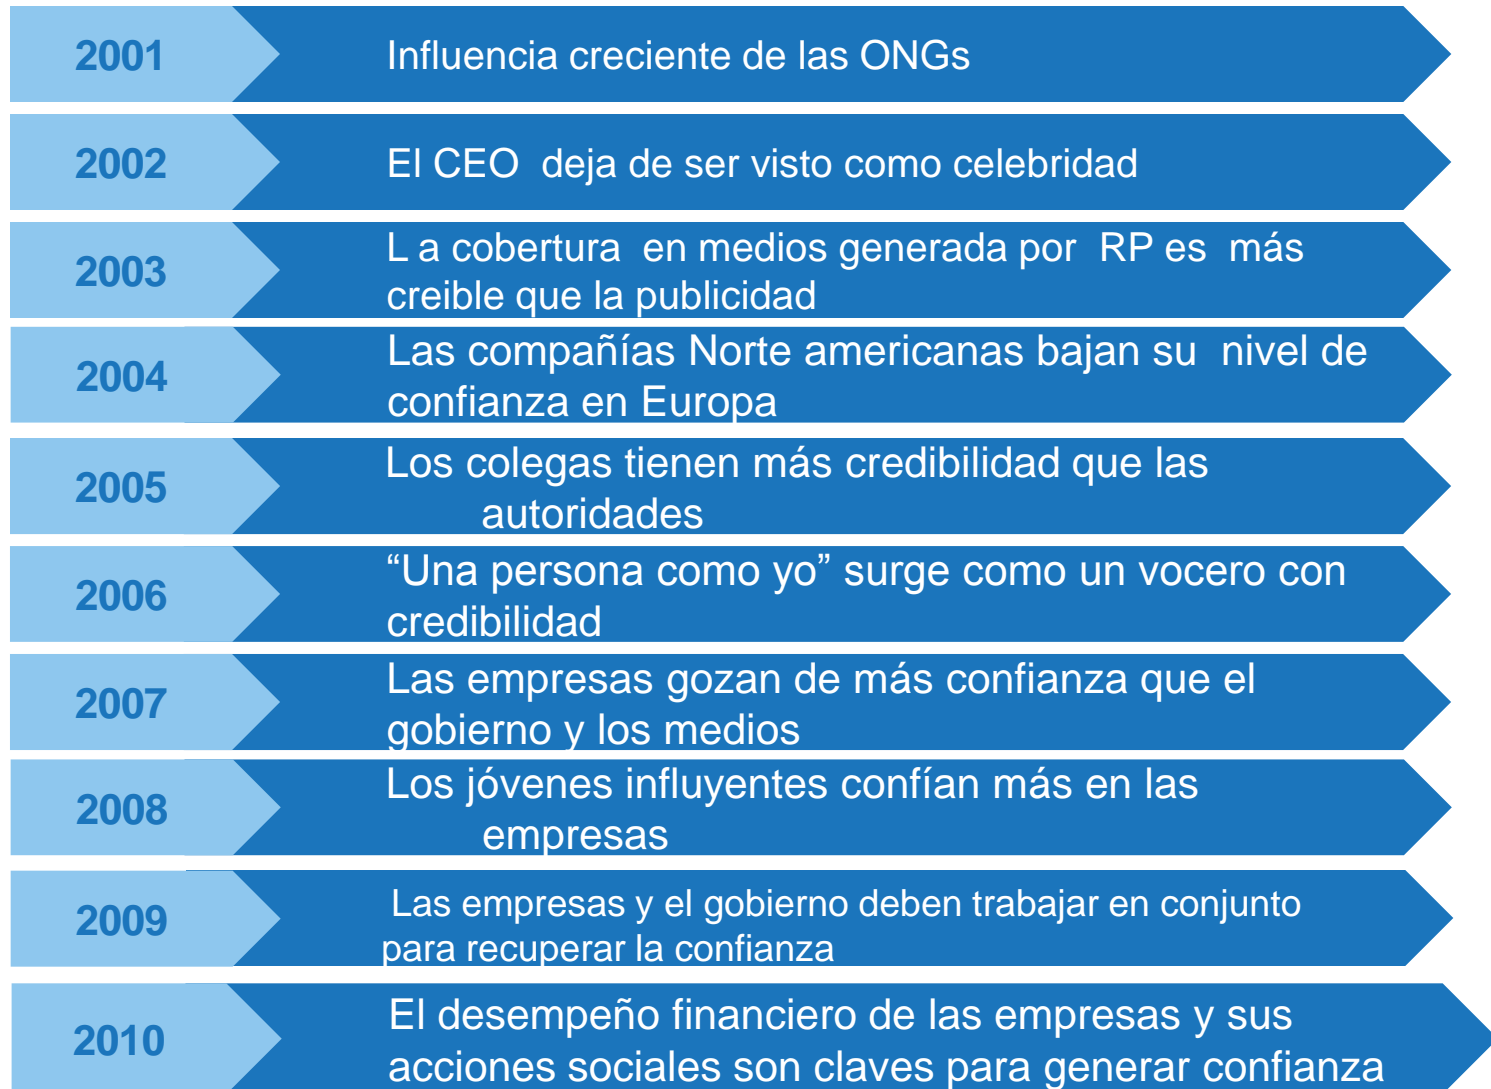 2001
Influencia creciente de las ONGs
2002
El CEO  deja de ser visto como celebridad
2003
L a cobertura  en medios generada por  RP es  más
creible que la publicidad
2004
Las compañías Norte americanas bajan su  nivel de
confianza en Europa
2005
Los colegas tienen más credibilidad que las
autoridades
2006
“Una persona como yo” surge como un vocero con
credibilidad
2007
Las empresas gozan de más confianza que el
gobierno y los medios
2008
Los jóvenes influyentes confían más en las
empresas
2009
Las empresas y el gobierno deben trabajar en conjunto
para recuperar la confianza
2010
El desempeño financiero de las empresas y sus
acciones sociales son claves para generar confianza